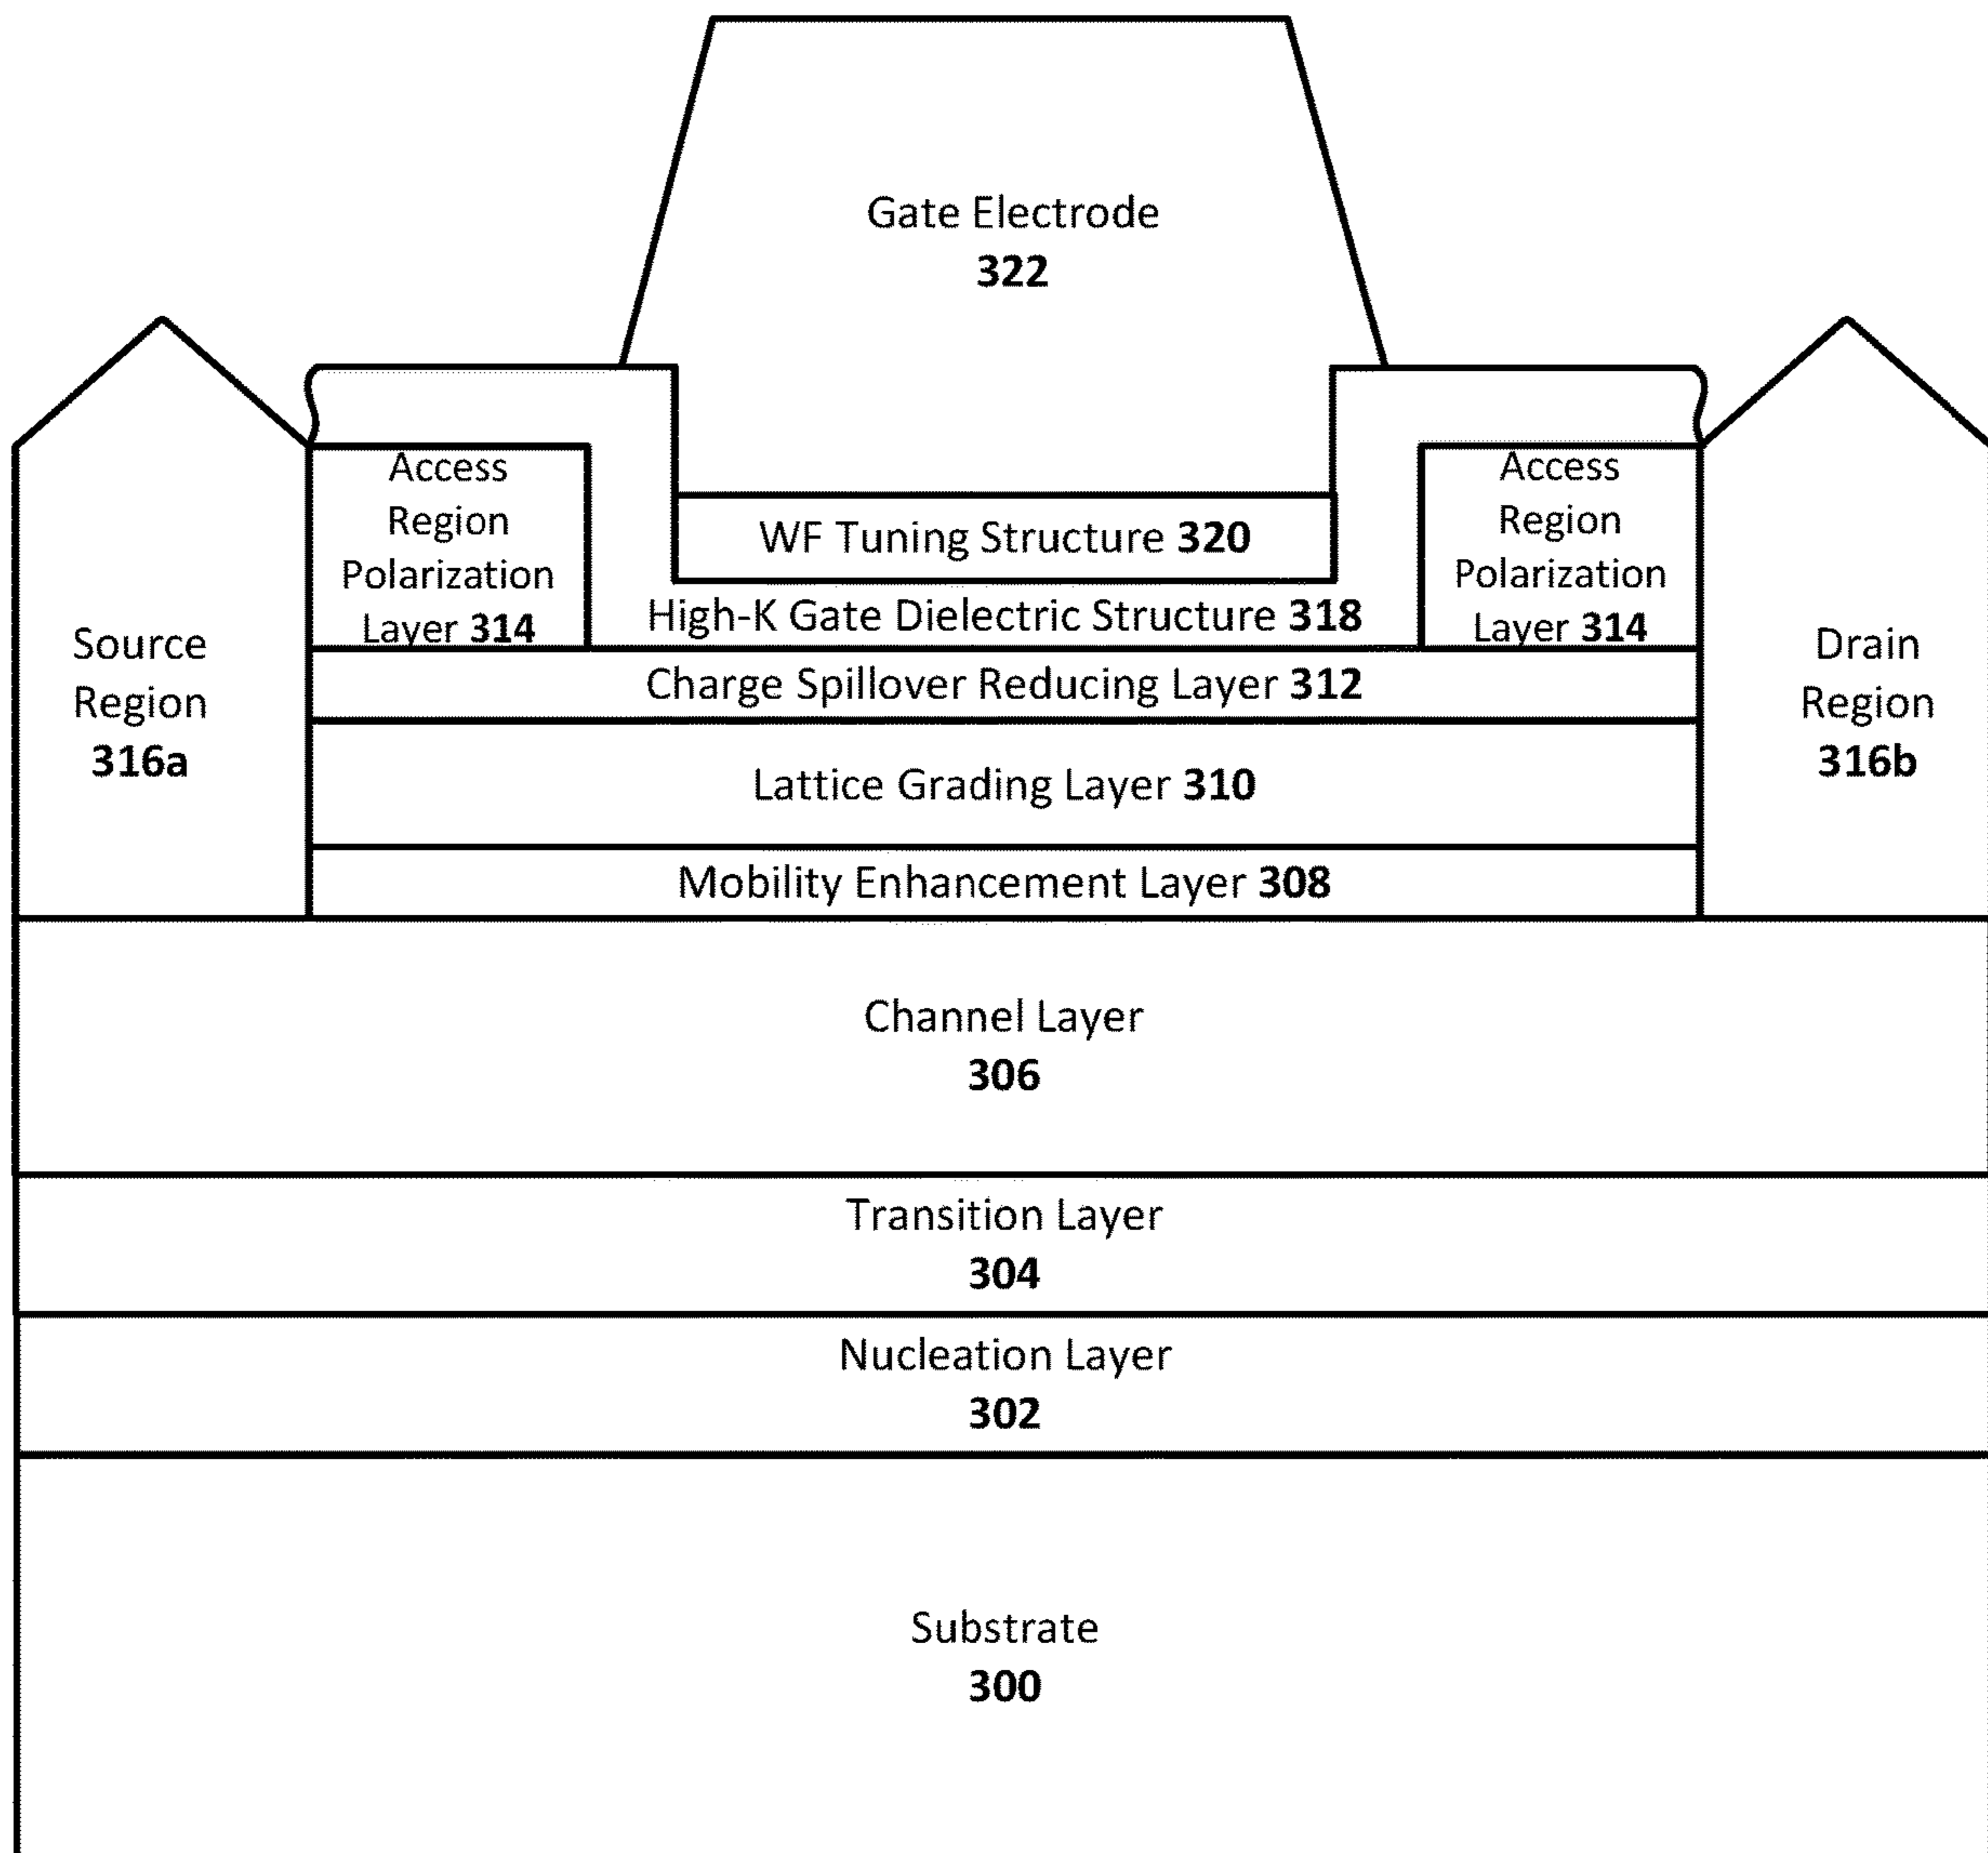 Gate Electrode
322
Access
Region
Polarization
Layer 314
WF Tuning Structure 320
High-K Gate Dielectric Structure 318
Access
Region
Polarization
Layer 314
Source
Region
316a
Charge Spillover Reducing Layer 312
Lattice Grading Layer 310
Mobility Enhancement Layer 308
Drain
Region
316b
Channel Layer
306
Transition Layer
304
Nucleation Layer
302
Substrate
300